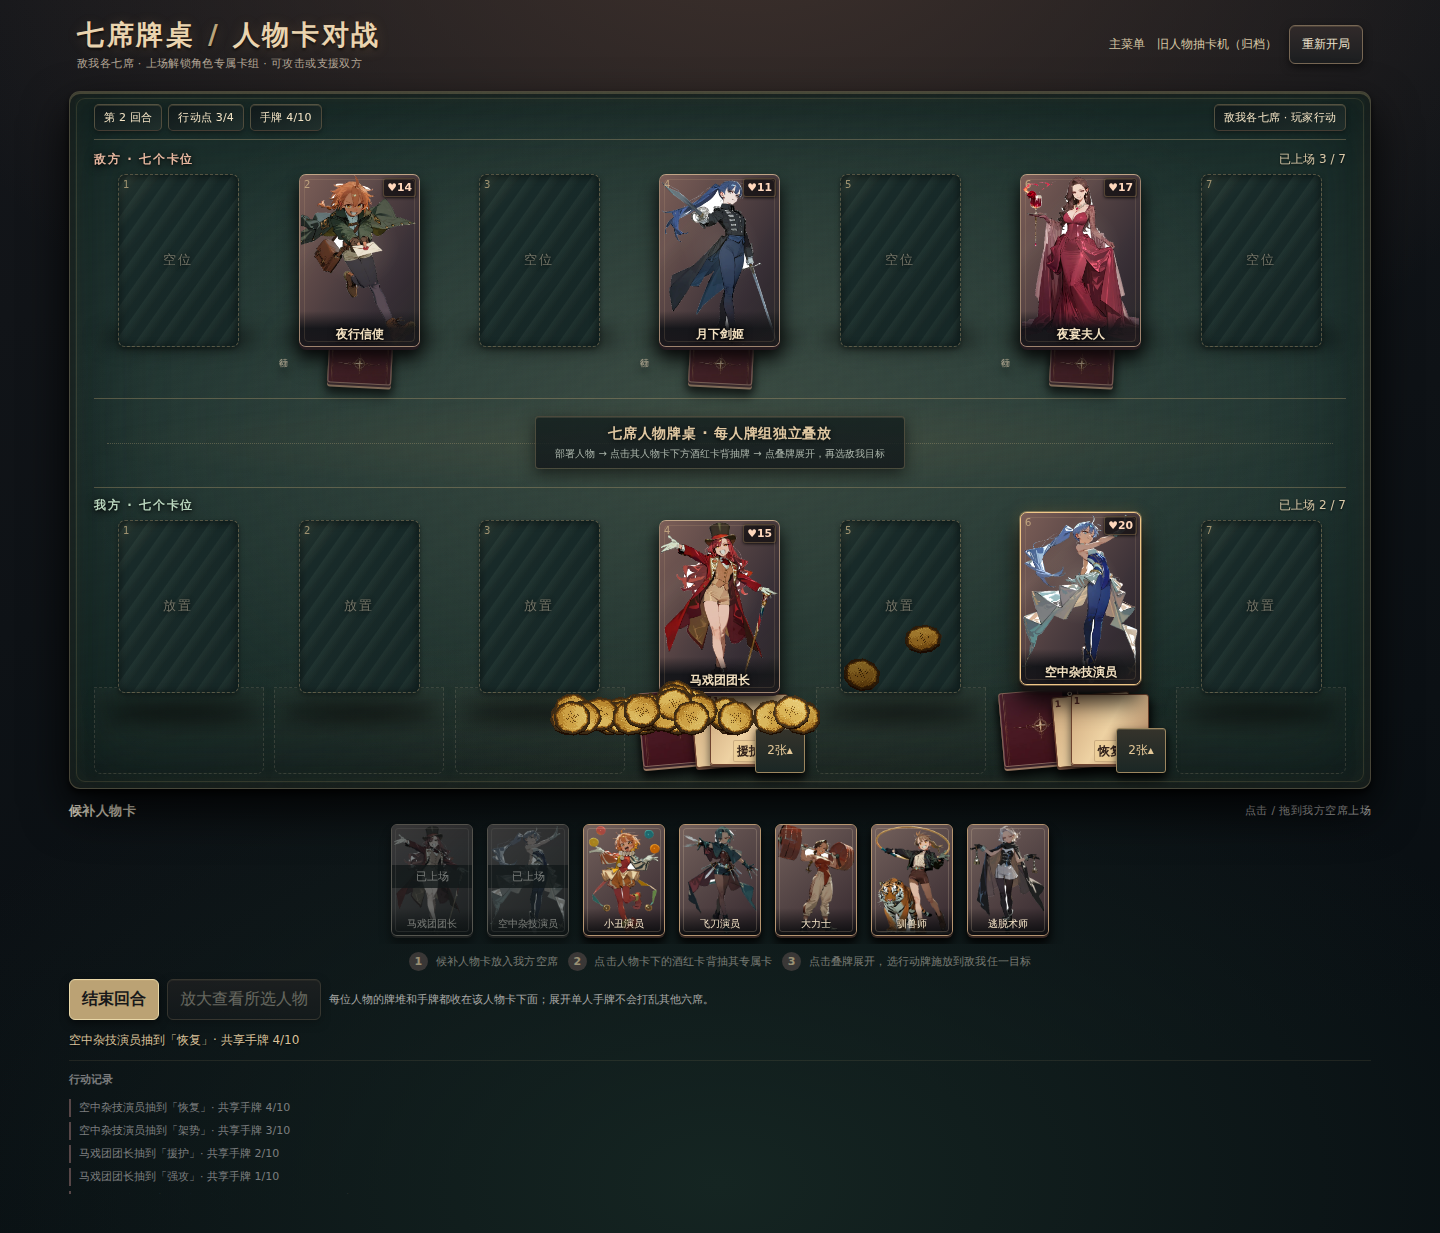 七席牌桌 / 人物卡对战
敌我各七席 · 上场解锁角色专属卡组 · 可攻击或支援双方
主菜单 旧人物抽卡机（归档） 重新开局
第 2 回合 行动点 3/4 手牌 4/10
敌我各七席 · 玩家行动
敌方 · 七个卡位
已上场 3 / 7
1
空位
2
♥14
夜行信使
3
空位
4
♥11
月下剑姬
5
空位
6
♥17
夜宴夫人
7
空位
七席人物牌桌 · 每人牌组独立叠放
部署人物 → 点击其人物卡下方酒红卡背抽牌 → 点叠牌展开，再选敌我目标
我方 · 七个卡位
已上场 2 / 7
1
放置
2
放置
3
放置
4
♥15
马戏团团长
5
放置
6
♥20
空中杂技演员
7
放置
2张▴
1
1
恢复
2张▴
候补人物卡
点击 / 拖到我方空席上场
已上场
马戏团团长
已上场
空中杂技演员
小丑演员
飞刀演员
大力士
驯兽师
逃脱术师
1 候补人物卡放入我方空席 2 点击人物卡下的酒红卡背抽其专属卡 3 点击叠牌展开，选行动牌施放到敌我任一目标
结束回合 放大查看所选人物 每位人物的牌堆和手牌都收在该人物卡下面；展开单人手牌不会打乱其他六席。
空中杂技演员抽到「恢复」· 共享手牌 4/10
行动记录
空中杂技演员抽到「恢复」· 共享手牌 4/10
空中杂技演员抽到「架势」· 共享手牌 3/10
马戏团团长抽到「援护」· 共享手牌 2/10
马戏团团长抽到「强攻」· 共享手牌 1/10